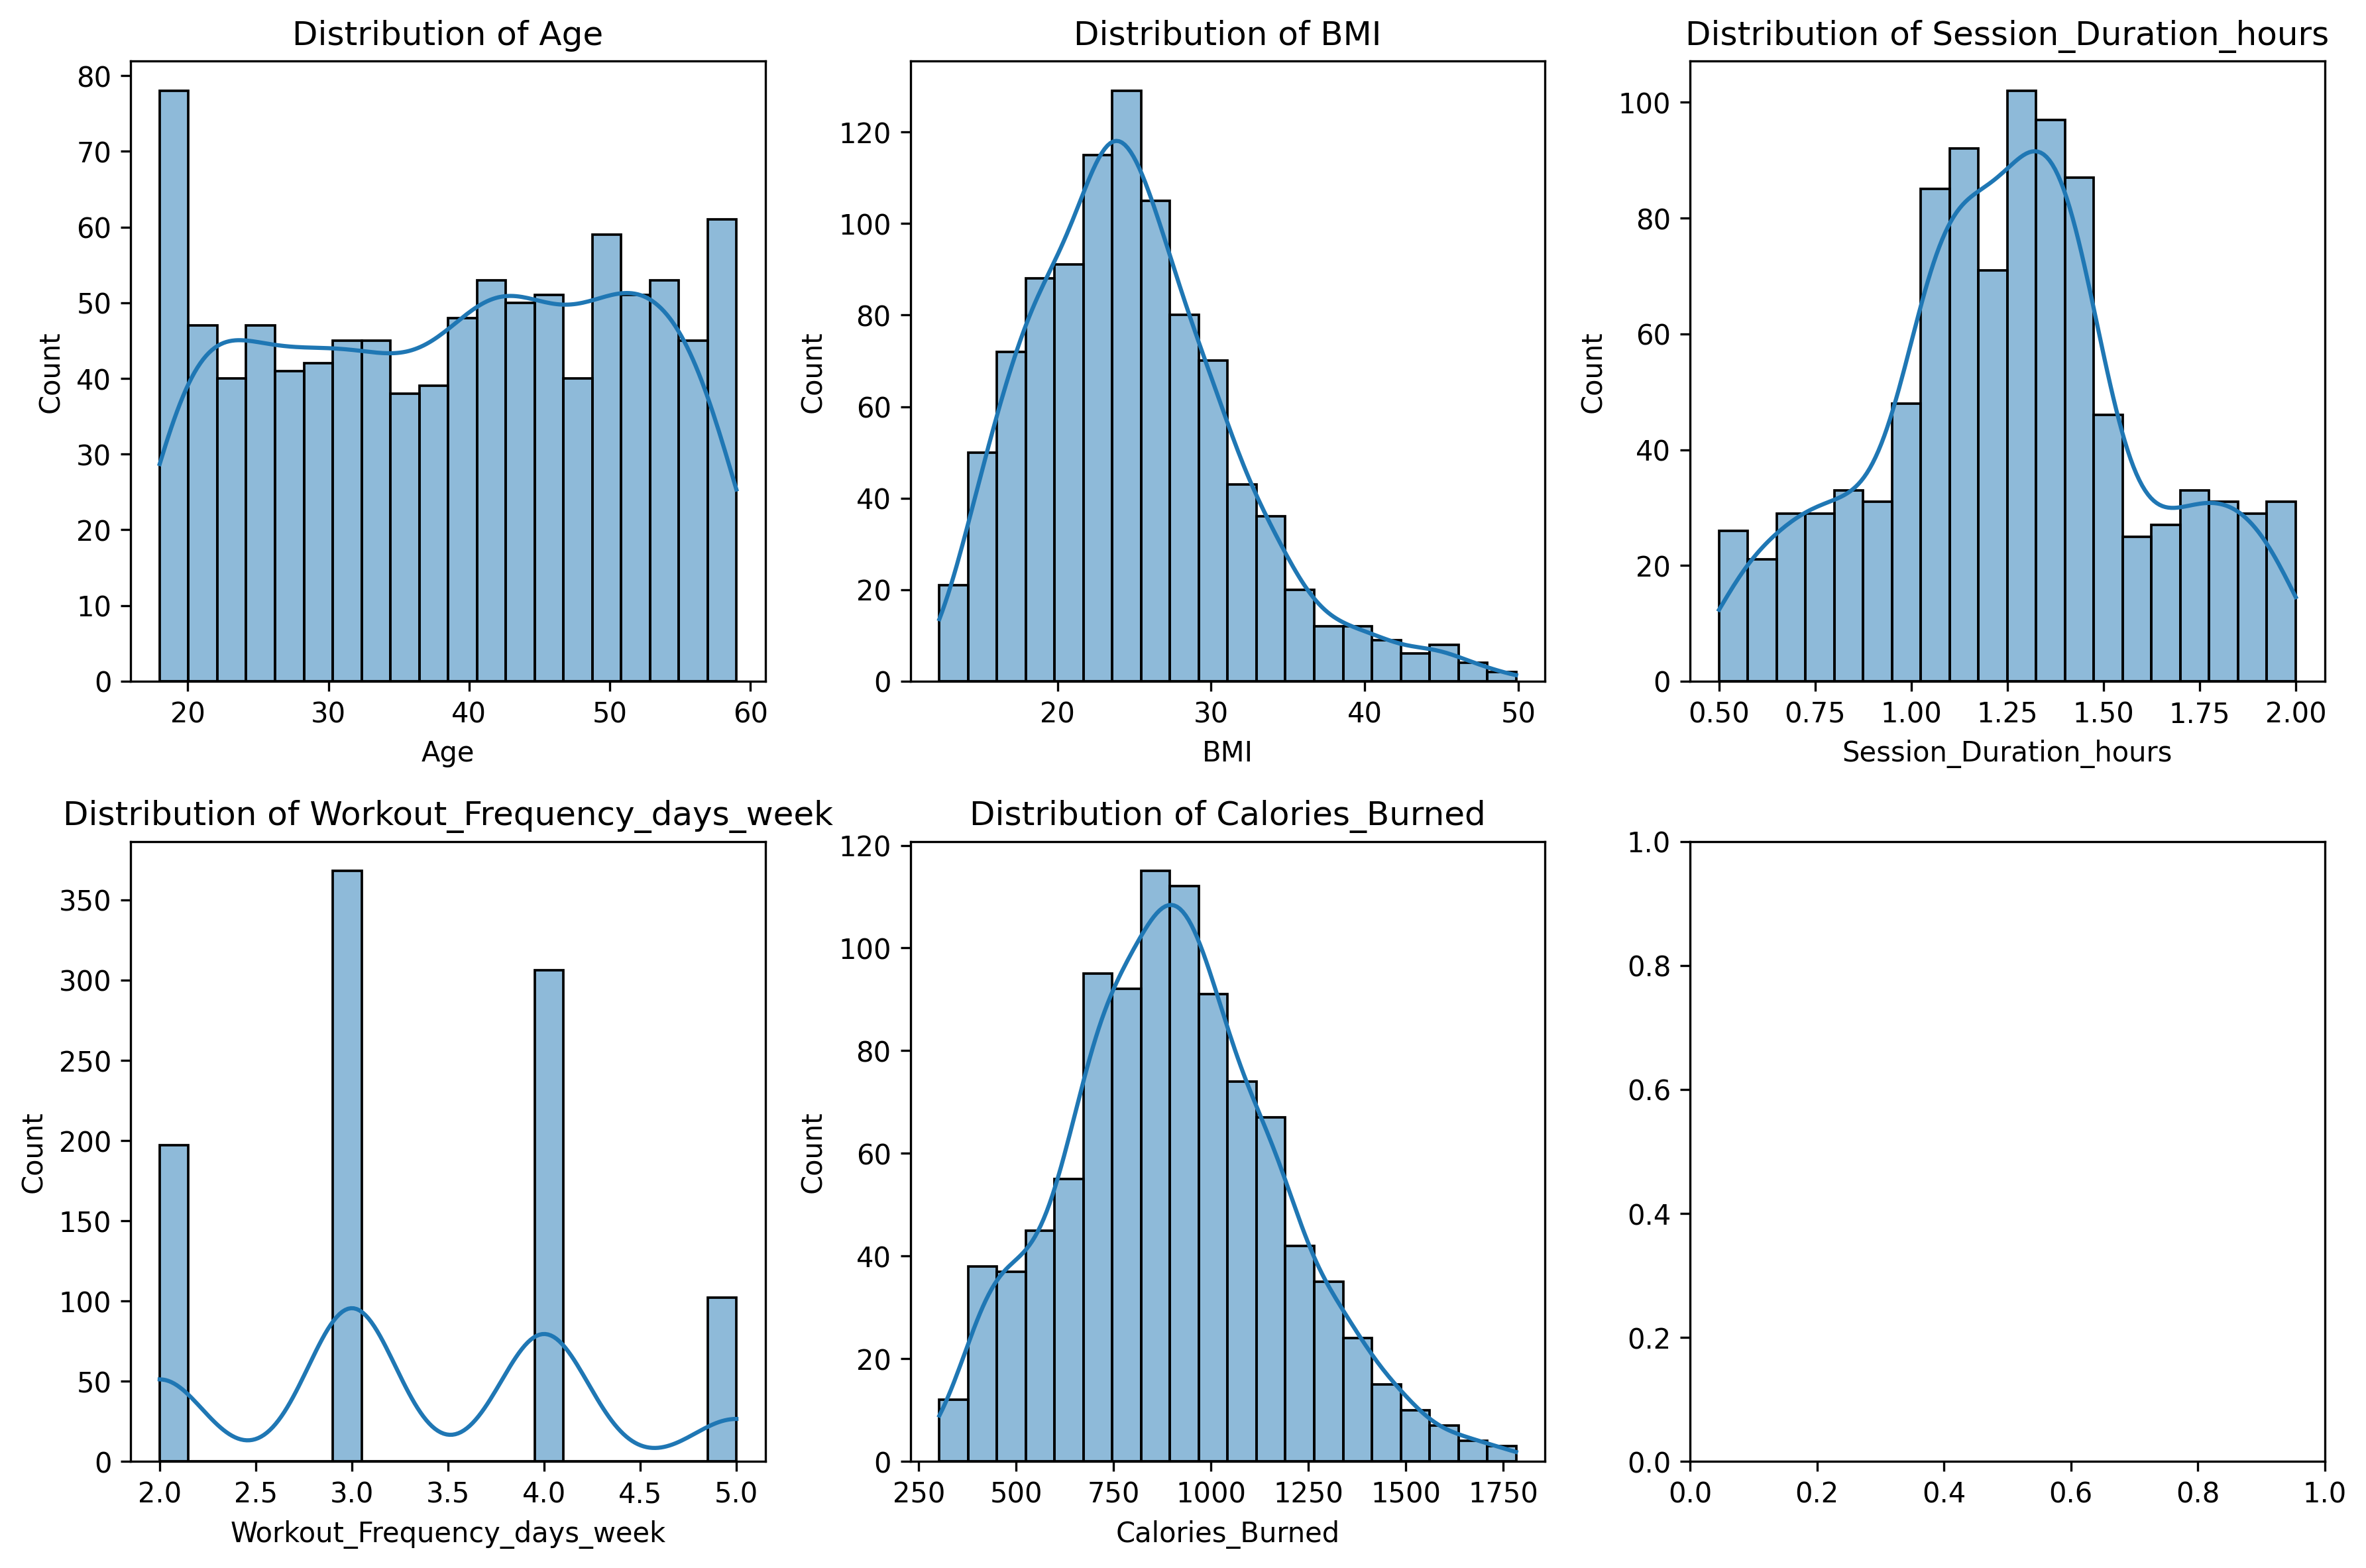 Distribution of Age
80
70
60
50
40
30
20
10
0
Count
20 30 40 50 60
Age
Distribution of BMI
120
100
80
60
40
20
0
Count
20 30 40 50
BMI
Distribution of Session_Duration_hours
100
80
60
40
20
0
Count
0.50 0.75 1.00 1.25 1.50 1.75 2.00
Session_Duration_hours
Distribution of Workout_Frequency_days_week
350
300
250
200
150
100
50
0
Count
2.0 2.5 3.0 3.5 4.0 4.5 5.0
Workout_Frequency_days_week
Distribution of Calories_Burned
120
100
80
60
40
20
0
Count
250 500 750 1000 1250 1500 1750
Calories_Burned
1.0
0.8
0.6
0.4
0.2
0.0
0.0 0.2 0.4 0.6 0.8 1.0